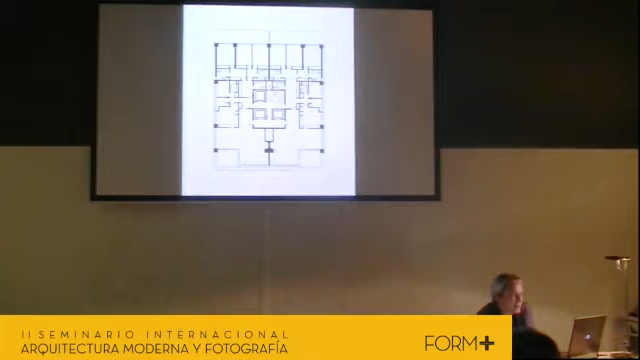 II SEMINARIO INTERNACIONAL
ARQUITECTURA MODERNA Y FOTOGRAFÍA
FORM+